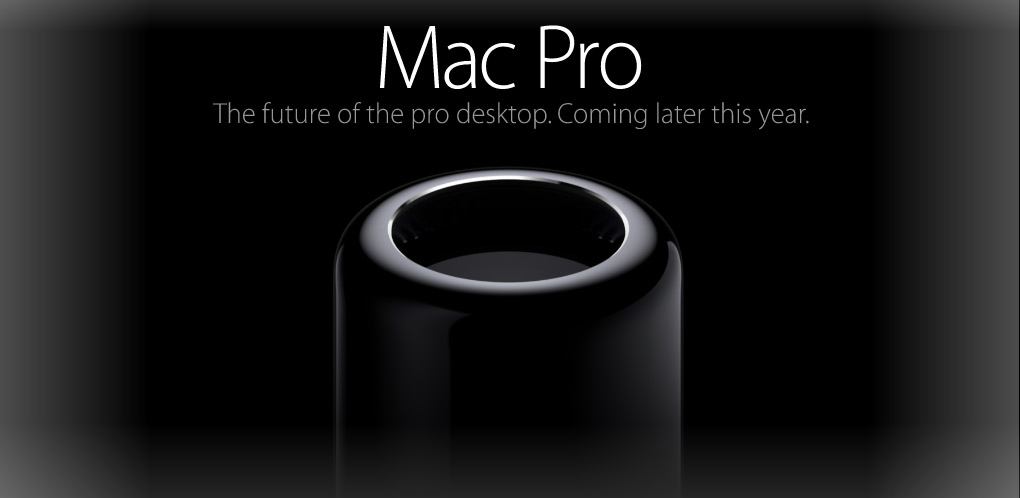 Mac Pro
The future of the pro desktop. Coming later this year.